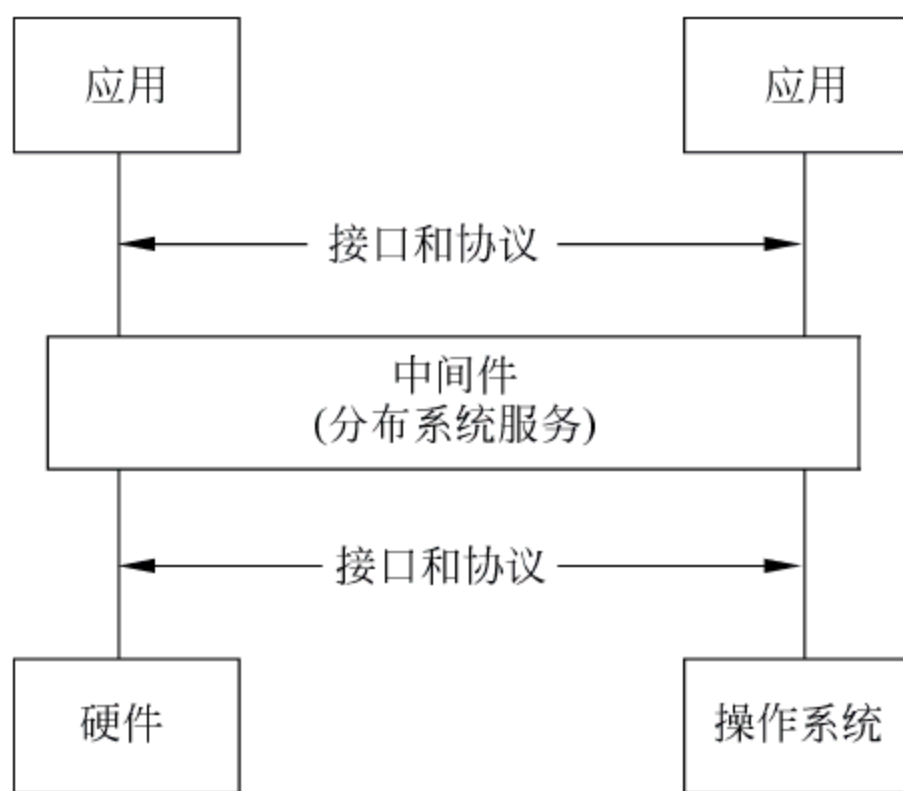 应用
应用
接口和协议
中间件
(分布系统服务)
接口和协议
硬件
操作系统